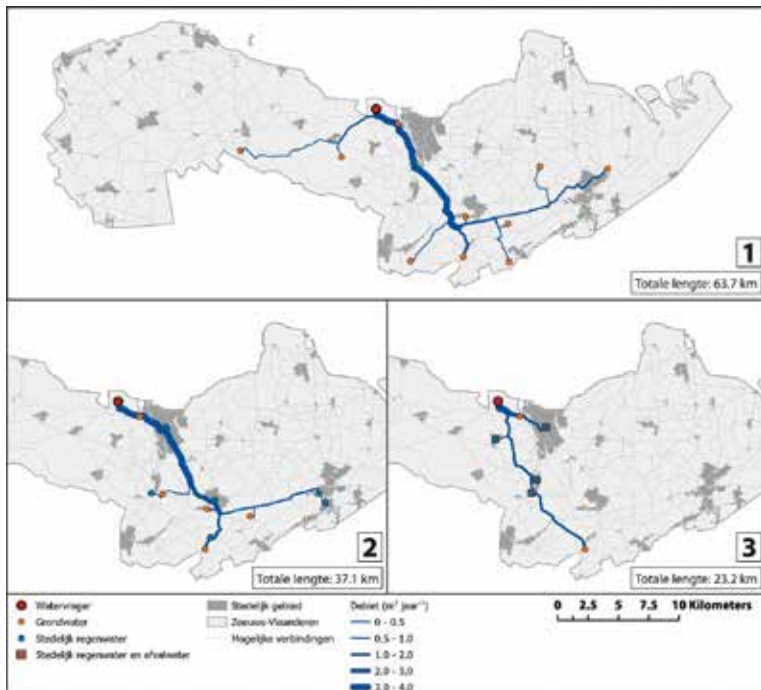 1
Totale lengte: 63.7 km
2
Totale lengte: 37.1 km
3
Totale lengte: 23.2 km
Watervrager
Grondwater
Stedelijk regenwater
Stedelijk regenwater en afvalwater
Stedelijk gebied
Zeeuws-Vlaanderen
Mogelijke verbindingen
Debiet (m³ jaar⁻¹)
0 - 0.5
0.5 - 1.0
1.0 - 2.0
2.0 - 3.0
3.0 - 4.0
0 2.5 5 7.5 10 Kilometers